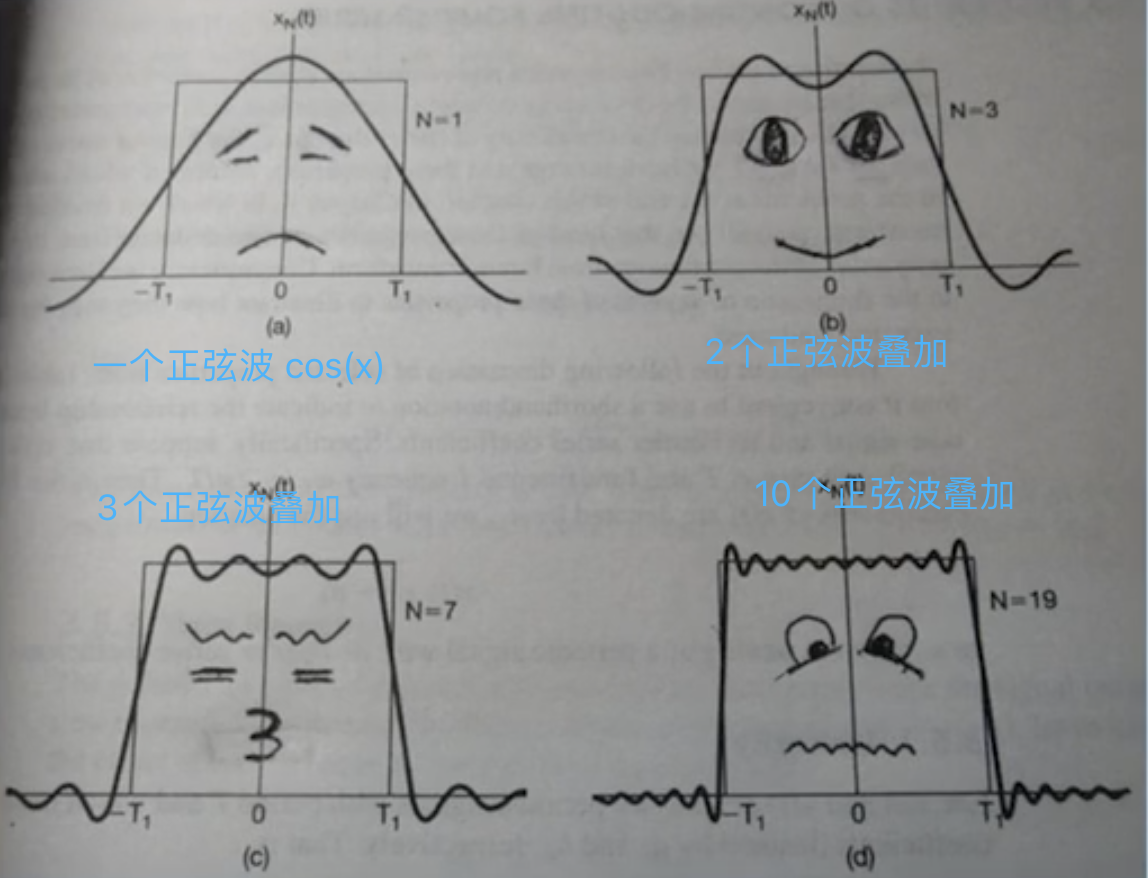 x_N(t)
N=1
−T₁ 0 T₁
(a)
一个正弦波 cos(x)
x_N(t)
N=3
−T₁ 0 T₁
(b)
2个正弦波叠加
x_N(t)
3个正弦波叠加
N=7
3
−T₁ 0 T₁
(c)
10个正弦波叠加
N=19
−T₁ 0 T₁
(d)